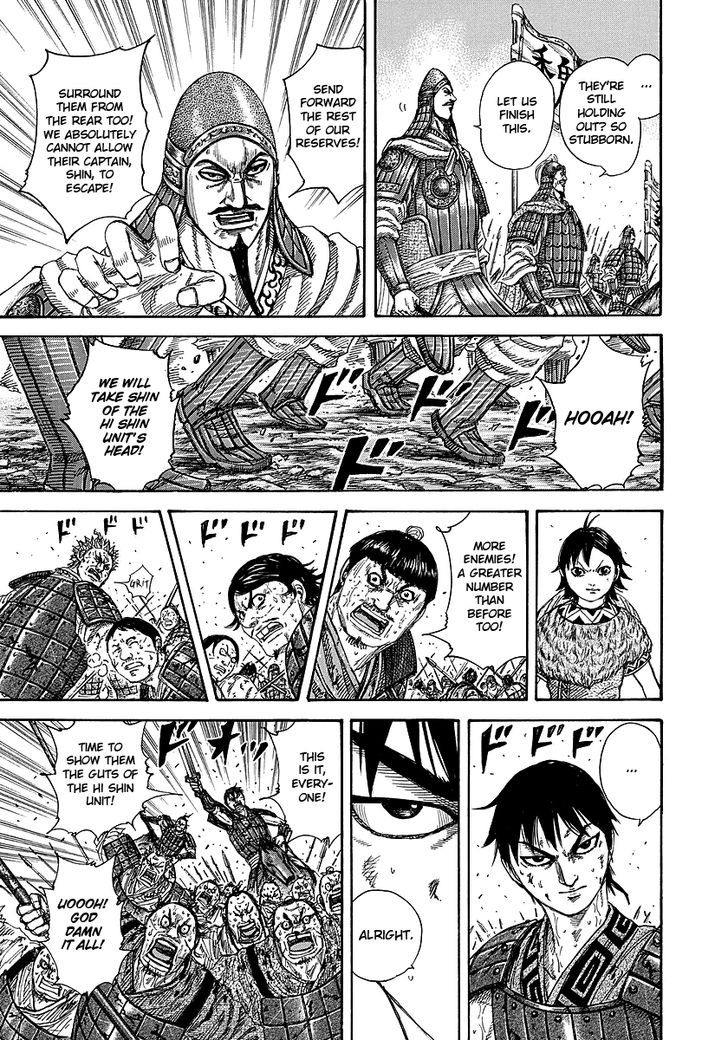 ...
THEY'RE
STILL
HOLDING
OUT? SO
STUBBORN.
LET US
FINISH
THIS.
SEND
FORWARD
THE REST
OF OUR
RESERVES!
SURROUND
THEM FROM
THE REAR TOO!
WE ABSOLUTELY
CANNOT ALLOW
THEIR CAPTAIN,
SHIN, TO
ESCAPE!
HOOAH!
ドドド
WE WILL
TAKE SHIN
OF THE
HI SHIN
UNIT'S
HEAD!
MORE
ENEMIES!
A GREATER
NUMBER
THAN
BEFORE
TOO!
ドド
ドド
GRIT
...
ドドド
ALRIGHT.
THIS
IS IT,
EVERY-
ONE!
オオ
ド
TIME TO
SHOW THEM
THE GUTS OF
THE HI SHIN
UNIT!
UOOOH!
GOD
DAMN
IT ALL!